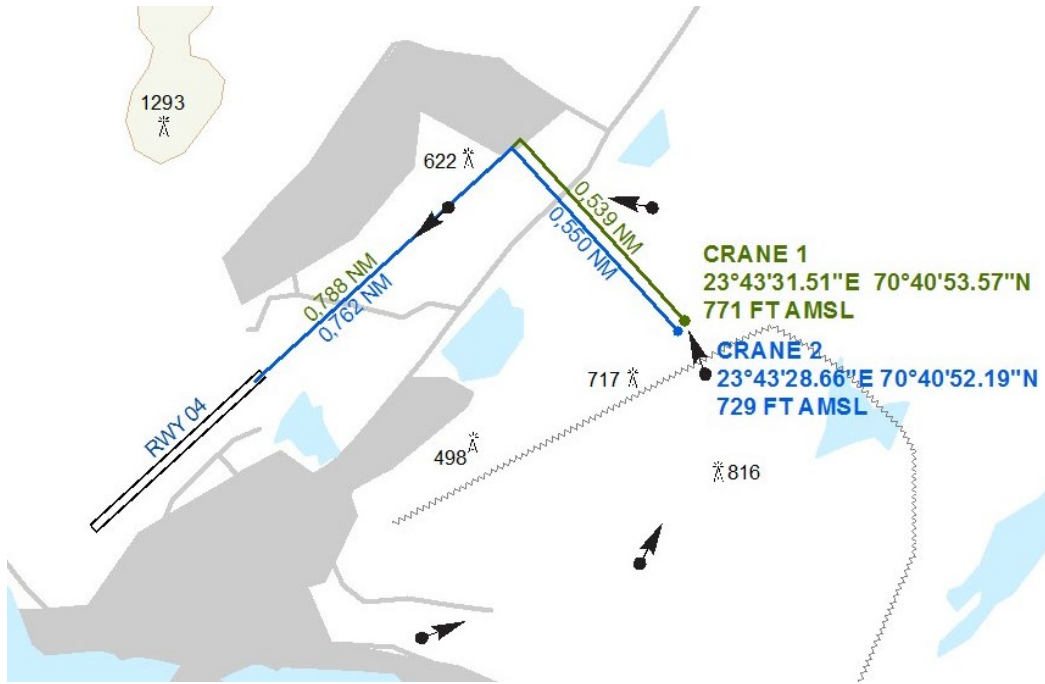 1293
622
0,539 NM
0,550 NM
CRANE 1
23°43'31.51"E 70°40'53.57"N
771 FT AMSL
0,788 NM
0,762 NM
CRANE 2
23°43'28.66"E 70°40'52.19"N
729 FT AMSL
717
RWY 04
498
816